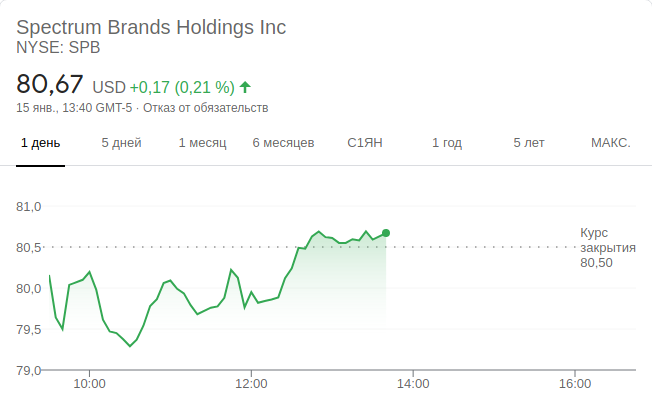 Spectrum Brands Holdings Inc
NYSE: SPB
80,67 USD +0,17 (0,21 %)
15 янв., 13:40 GMT-5 · Отказ от обязательств
1 день 5 дней 1 месяц 6 месяцев С1ЯН 1 год 5 лет МАКС.
81,0
Курс
80,5 закрытия
80,50
80,0
79,5
79,0
10:00 12:00 14:00 16:00